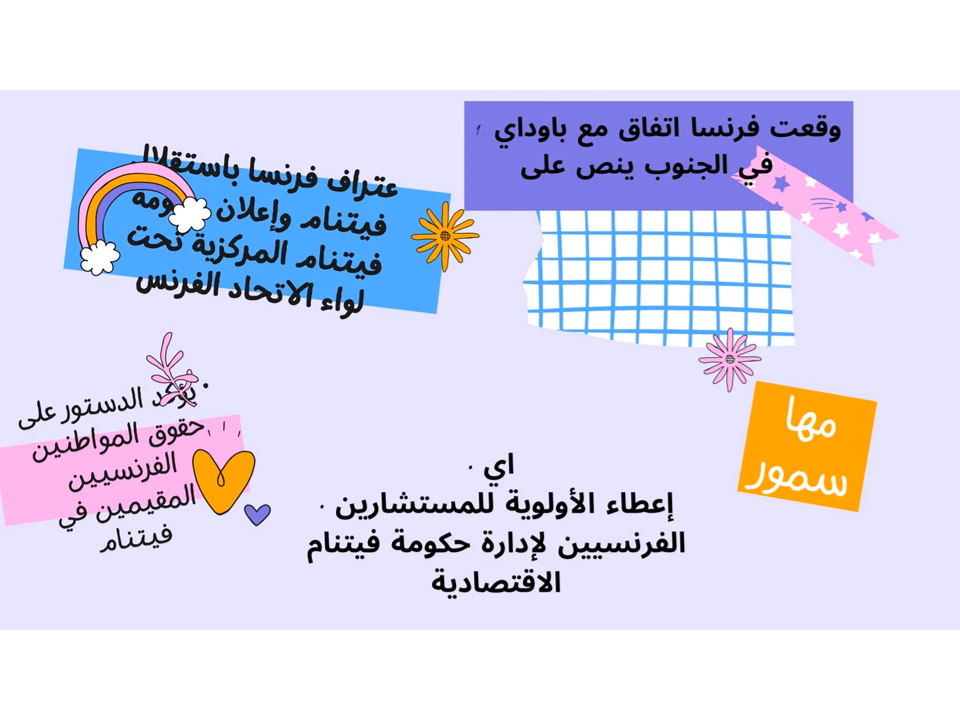 وقعت فرنسا اتفاق مع باوداي
في الجنوب ينص على
عتراف فرنسا باستقلال
فيتنام وإعلان
فيتنام المركزية تحت
لواء الاتحاد الفرنس
مها
سمور
الدستور على
حقوق المواطنين
الفرنسيين
المقيمين في
فيتنام
اي
إعطاء الأولوية للمستشارين
الفرنسيين لإدارة حكومة فيتنام
الاقتصادية